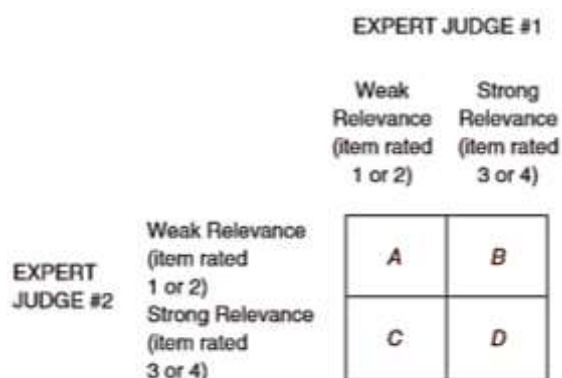 EXPERT JUDGE #1
Weak Strong
Relevance Relevance
(item rated (item rated
1 or 2) 3 or 4)
Weak Relevance
(item rated
1 or 2)
EXPERT
JUDGE #2
Strong Relevance
(item rated
3 or 4)
A B
C D